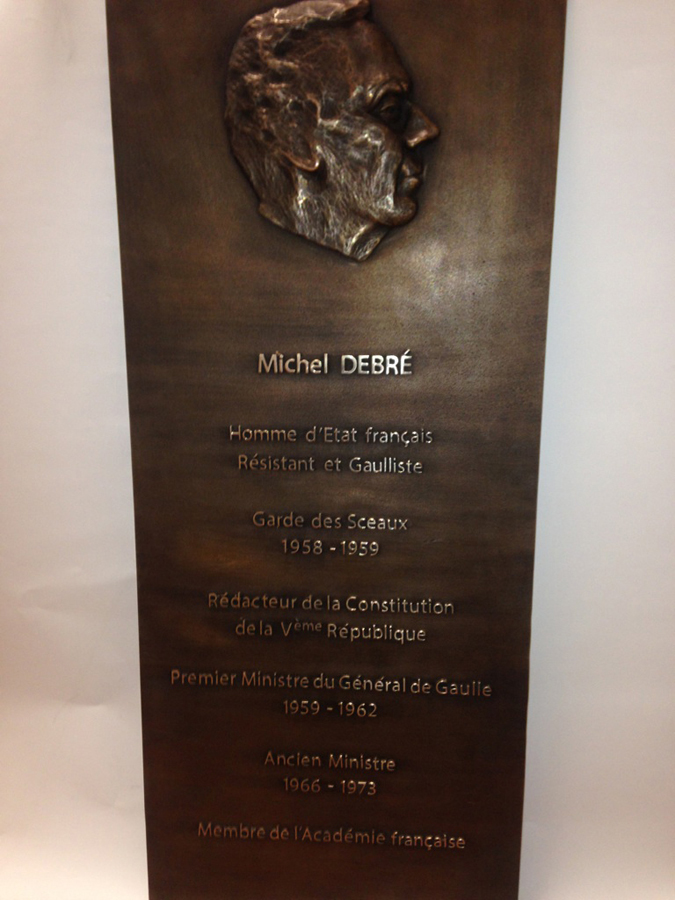 Michel DEBRÉ
Homme d'Etat français
Résistant et Gaulliste
Garde des Sceaux
1958 - 1959
Rédacteur de la Constitution
de la Vème République
Premier Ministre du Général de Gaulle
1959 - 1962
Ancien Ministre
1966 - 1973
Membre de l'Académie française